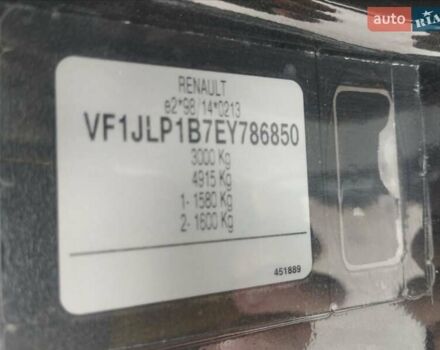 auto
RIA
RENAULT
e2*98/14*0213
VF1JLP1B7EY786850
3000 Kg
4915 Kg
1- 1580 Kg
2- 1600 Kg
451889